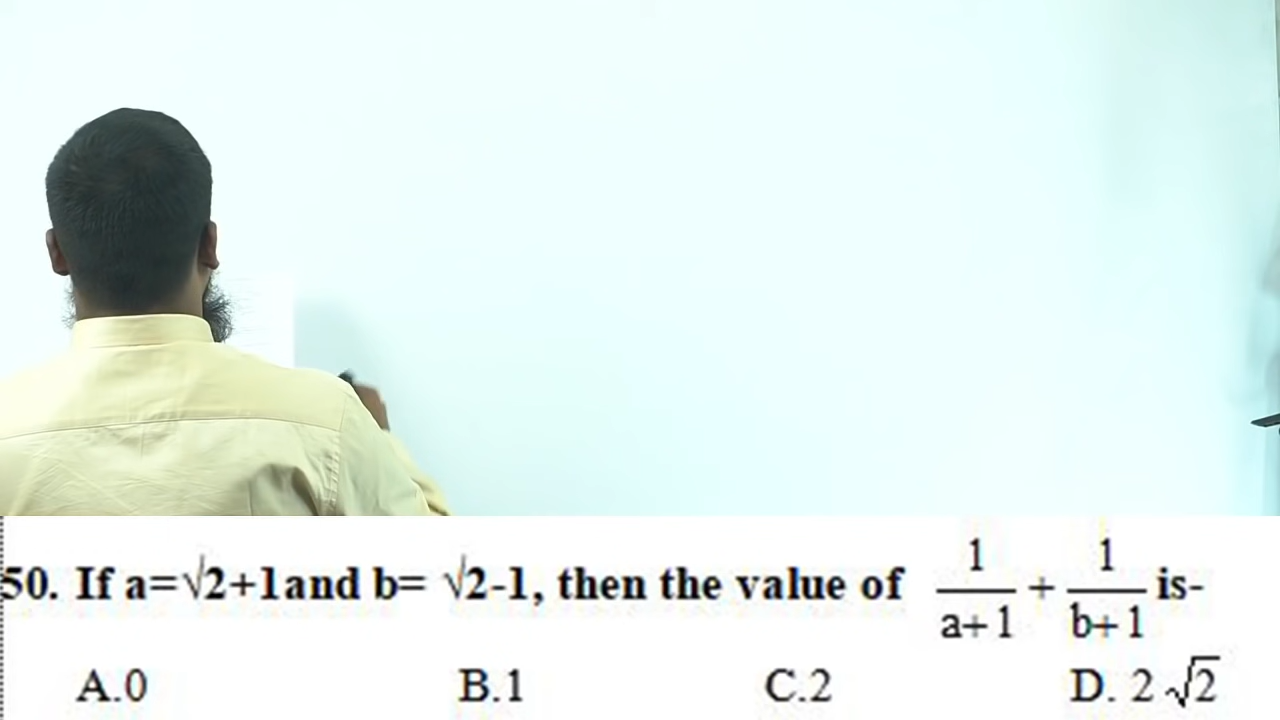 50. If a=√2+1and b= √2-1, then the value of 1/(a+1) + 1/(b+1) is-
A.0 B.1 C.2 D. 2√2